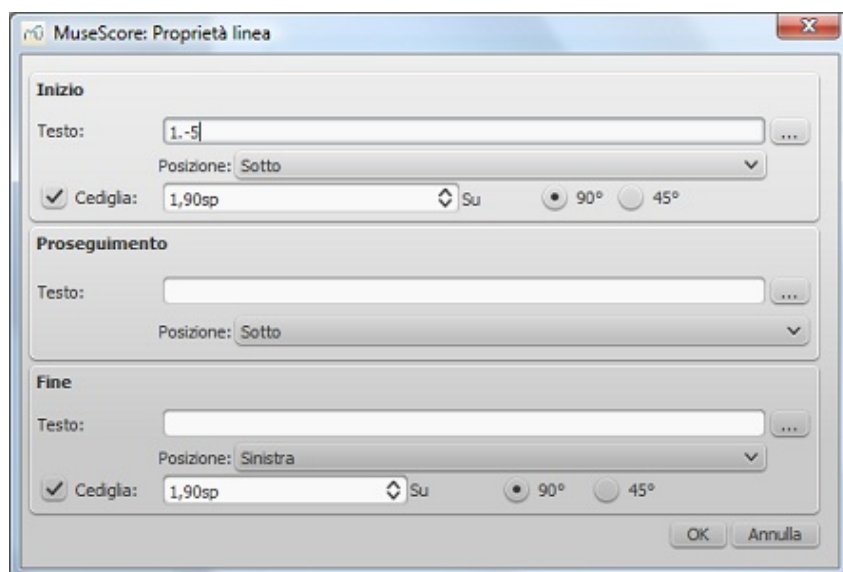 MuseScore: Proprietà linea
Inizio
Testo: 1.-5 ...
Posizione: Sotto
Cediglia: 1,90sp Su 90° 45°
Proseguimento
Testo: ...
Posizione: Sotto
Fine
Testo: ...
Posizione: Sinistra
Cediglia: 1,90sp Su 90° 45°
OK Annulla